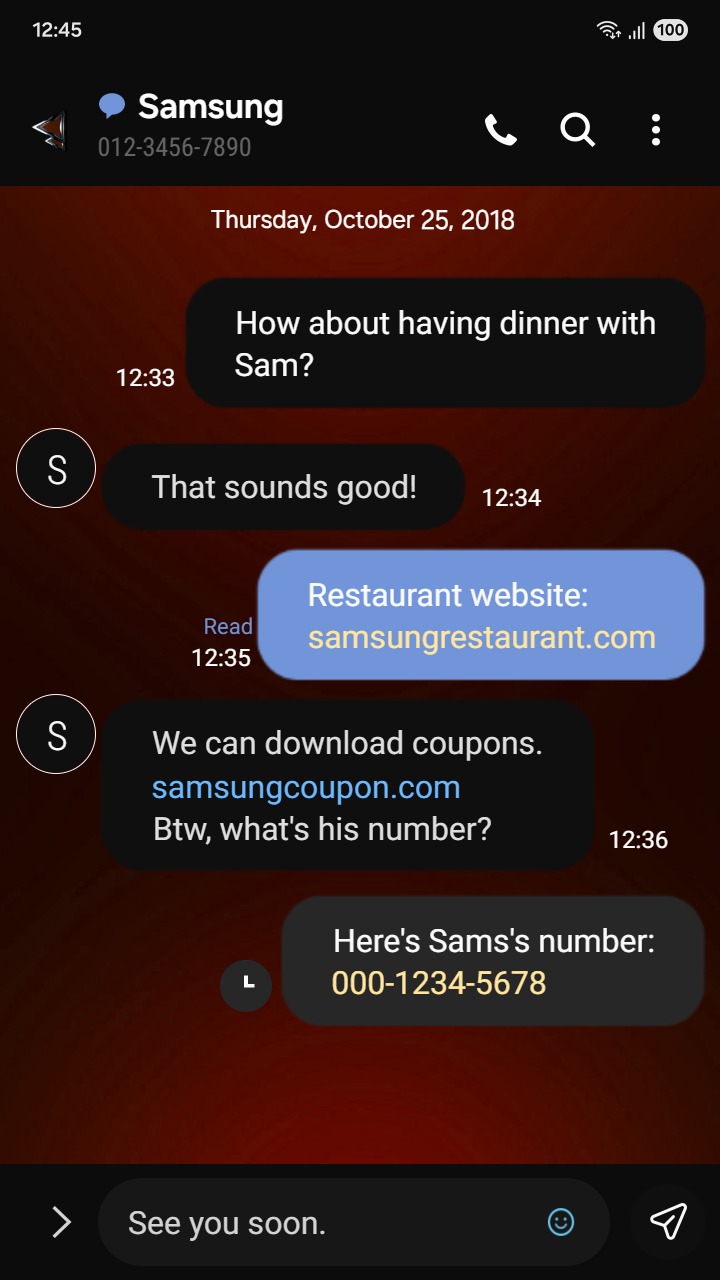 12:45
100
Samsung
012-3456-7890
Thursday, October 25, 2018
How about having dinner with
Sam?
12:33
S
That sounds good!
12:34
Restaurant website:
samsungrestaurant.com
Read
12:35
S
We can download coupons.
samsungcoupon.com
Btw, what's his number?
12:36
Here's Sams's number:
000-1234-5678
See you soon.